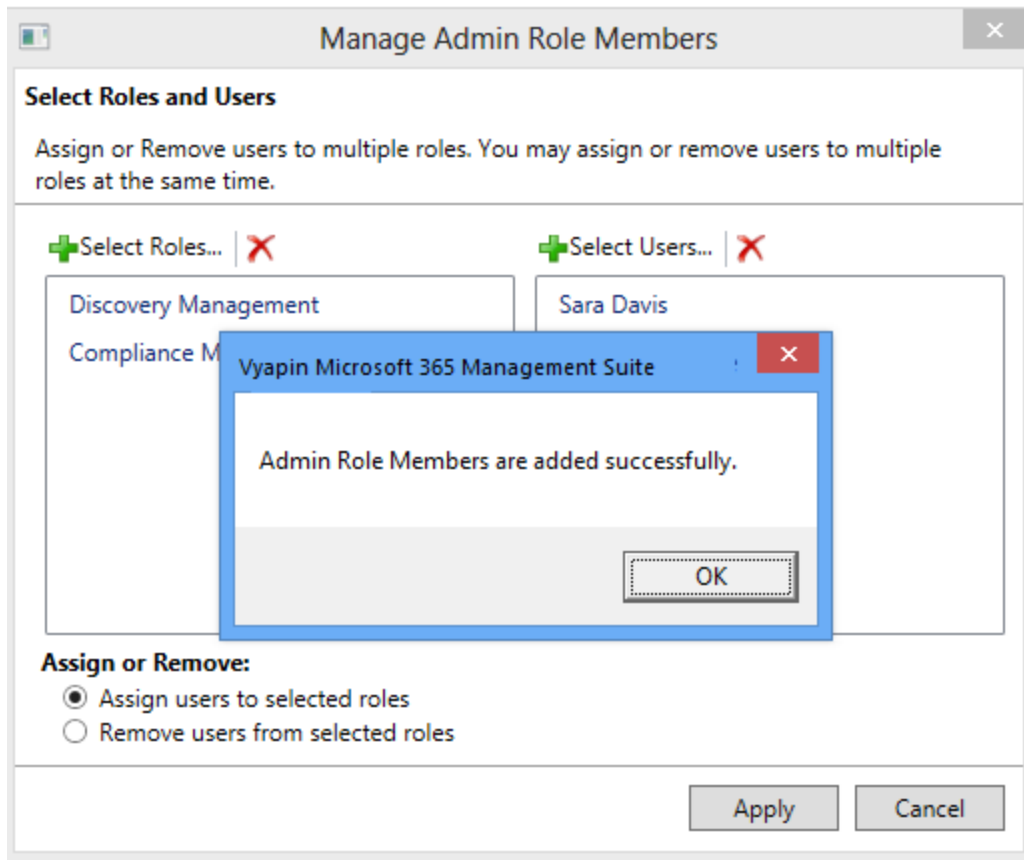 Manage Admin Role Members
Select Roles and Users
Assign or Remove users to multiple roles. You may assign or remove users to multiple
roles at the same time.
Select Roles... Select Users...
Discovery Management Sara Davis
Compliance M
Vyapin Microsoft 365 Management Suite
Admin Role Members are added successfully.
OK
Assign or Remove:
Assign users to selected roles
Remove users from selected roles
Apply Cancel